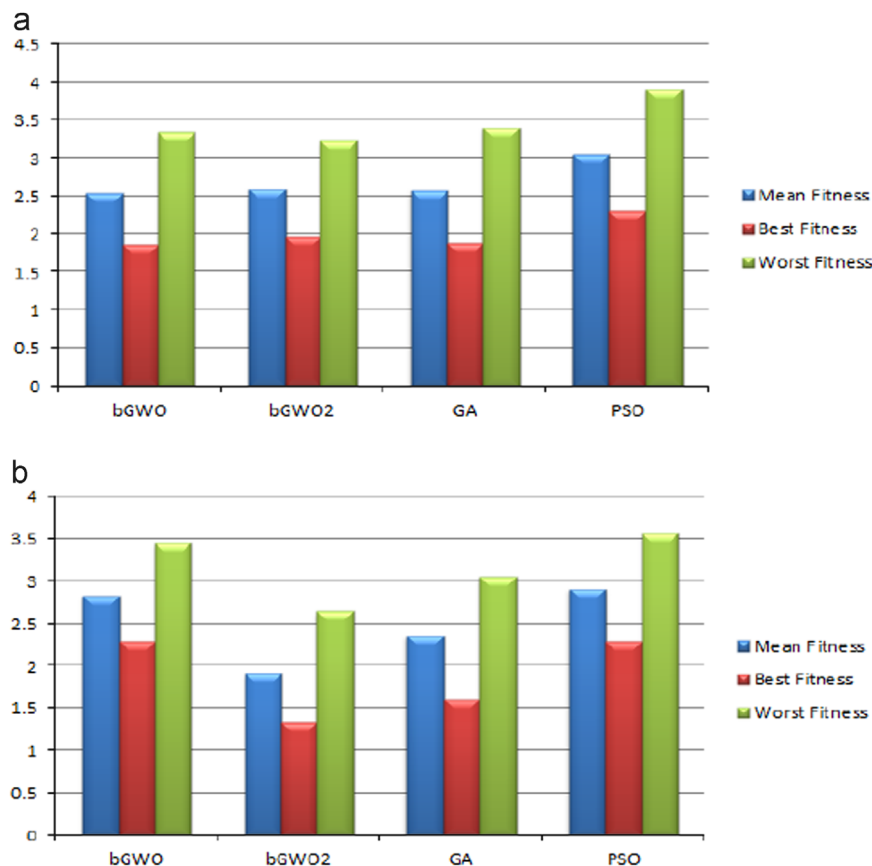 a
4.5
4
3.5
3
2.5
2
1.5
1
0.5
0
bGWO
bGWO2
GA
PSO
Mean Fitness
Best Fitness
Worst Fitness
b
4
3.5
3
2.5
2
1.5
1
0.5
0
bGWO
bGWO2
GA
PSO
Mean Fitness
Best Fitness
Worst Fitness